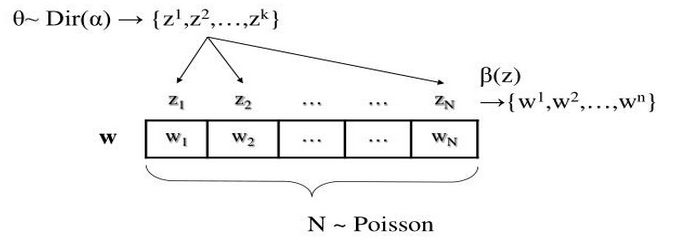 θ~ Dir(α) → {z¹,z²,…,zᵏ}
β(z)
z₁ z₂ … … z_N →{w¹,w²,…,wⁿ}
w w₁ w₂ … … w_N
N ~ Poisson